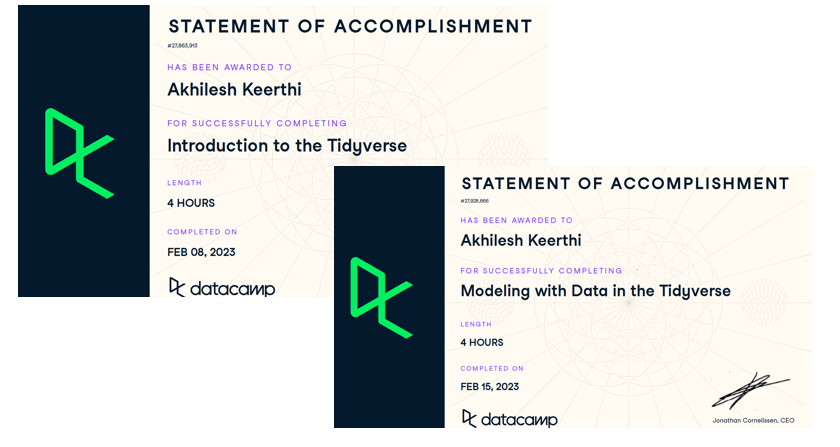 STATEMENT OF ACCOMPLISHMENT
#27,863,913
HAS BEEN AWARDED TO
Akhilesh Keerthi
FOR SUCCESSFULLY COMPLETING
Introduction to the Tidyverse
LENGTH
4 HOURS
COMPLETED ON
FEB 08, 2023
datacamp
STATEMENT OF ACCOMPLISHMENT
#27,928,666
HAS BEEN AWARDED TO
Akhilesh Keerthi
FOR SUCCESSFULLY COMPLETING
Modeling with Data in the Tidyverse
LENGTH
4 HOURS
COMPLETED ON
FEB 15, 2023
datacamp
Jonathan Cornelissen, CEO